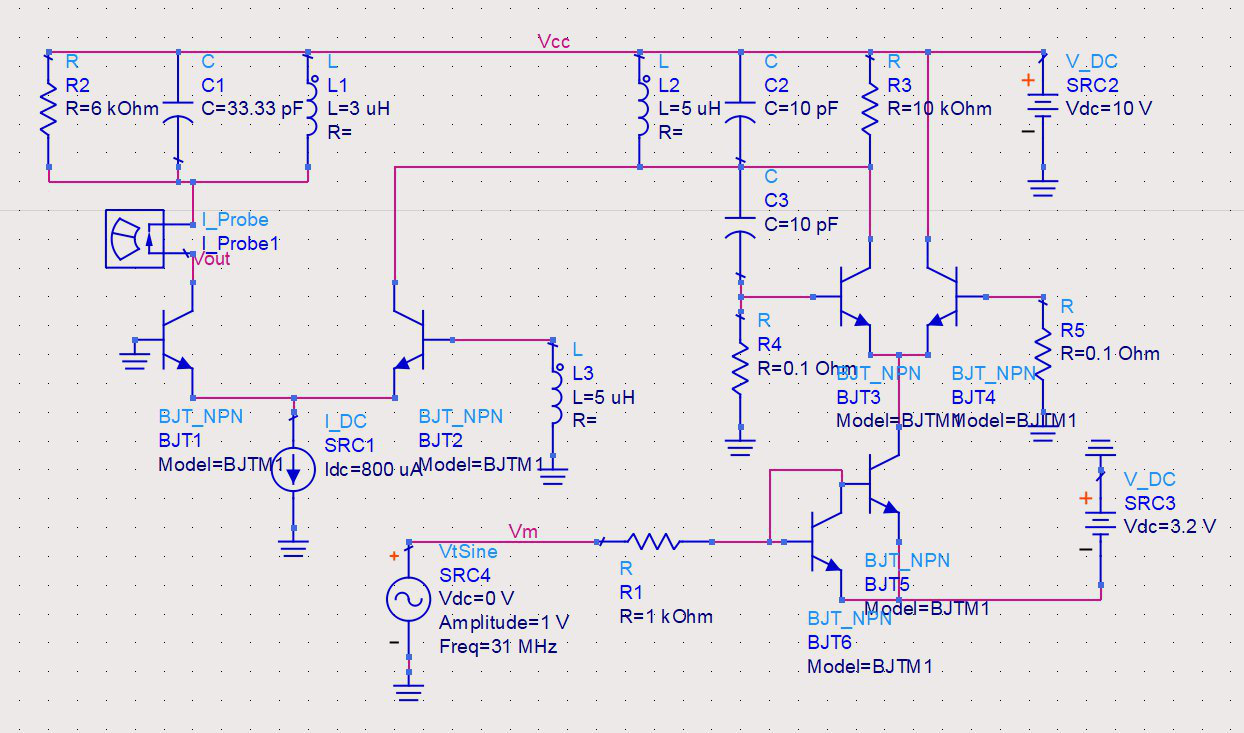 Vcc
R
R2
R=6 kOhm
C
C1
C=33.33 pF
L
L1
L=3 uH
R=
L
L2
L=5 uH
R=
C
C2
C=10 pF
R
R3
R=10 kOhm
V_DC
SRC2
Vdc=10 V
+
−
I_Probe
I_Probe1
Vout
C
C3
C=10 pF
BJT_NPN
BJT1
Model=BJTM1
I_DC
SRC1
Idc=800 uA
BJT_NPN
BJT2
Model=BJTM1
L
L3
L=5 uH
R=
R
R4
R=0.1 Ohm
BJT_NPN
BJT3
Model=BJTM1
BJT_NPN
BJT4
Model=BJTM1
R
R5
R=0.1 Ohm
V_DC
SRC3
Vdc=3.2 V
+
−
Vm
+
−
VtSine
SRC4
Vdc=0 V
Amplitude=1 V
Freq=31 MHz
R
R1
R=1 kOhm
BJT_NPN
BJT5
Model=BJTM1
BJT_NPN
BJT6
Model=BJTM1